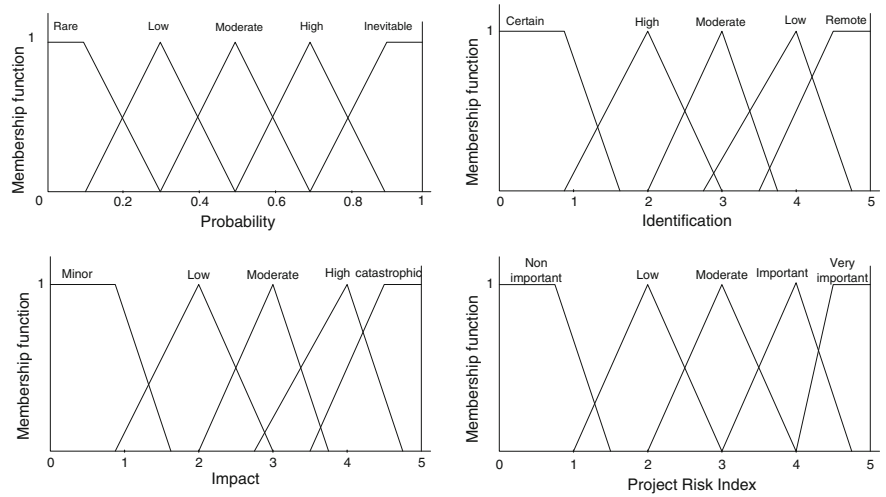 Rare Low Moderate High Inevitable
1
Membership function
0 0.2 0.4 0.6 0.8 1
Probability
Certain High Moderate Low Remote
1
Membership function
0 1 2 3 4 5
Identification
Minor Low Moderate High catastrophic
1
Membership function
0 1 2 3 4 5
Impact
Non important Low Moderate Important Very important
1
Membership function
0 1 2 3 4 5
Project Risk Index